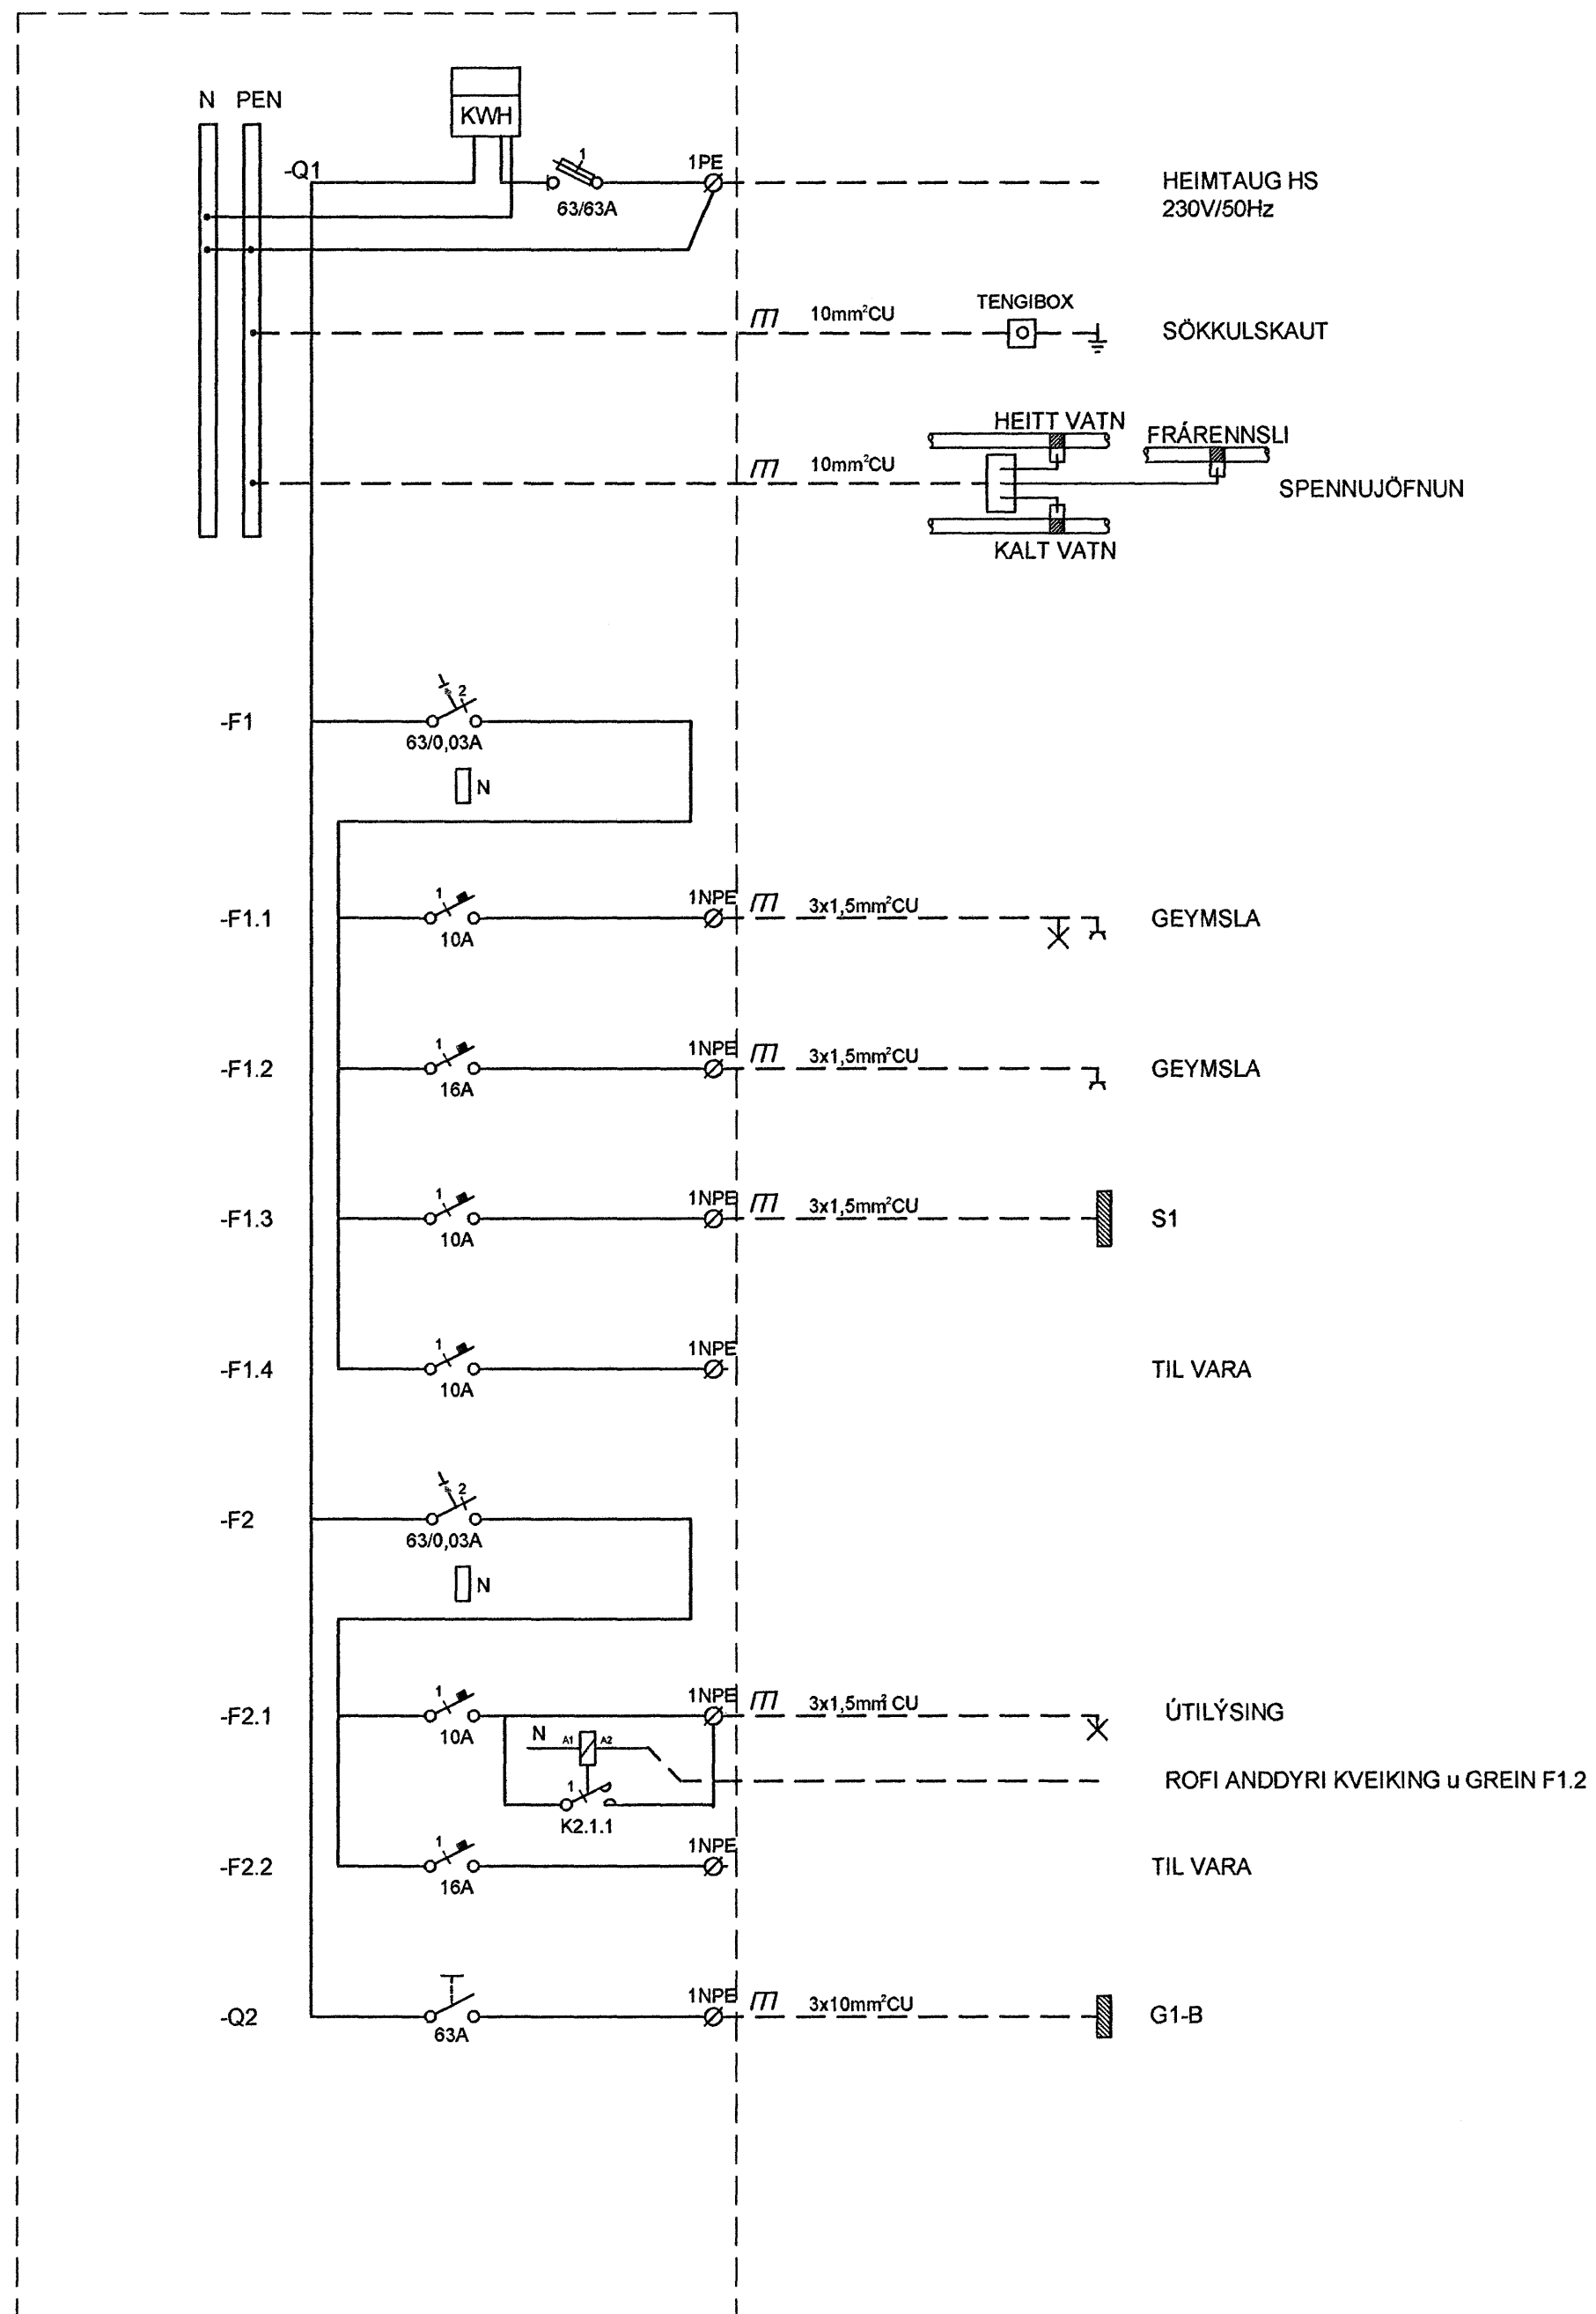 N PEN
KWH
-Q1
1
63/63A
1PE
HEIMTAUG HS
230V/50Hz
10mm²CU
TENGIBOX
SÖKKULSKAUT
HEITT VATN
FRÁRENNSLI
10mm²CU
SPENNUJÖFNUN
KALT VATN
-F1
2
63/0,03A
N
-F1.1
1
10A
1NPE
3x1,5mm²CU
GEYMSLA
-F1.2
1
16A
1NPE
3x1,5mm²CU
GEYMSLA
-F1.3
1
10A
1NPE
3x1,5mm²CU
S1
-F1.4
1
10A
1NPE
TIL VARA
-F2
2
63/0,03A
N
-F2.1
1
10A
1NPE
3x1,5mm² CU
ÚTILÝSING
N A1 A2
ROFI ANDDYRI KVEIKING u GREIN F1.2
1
K2.1.1
-F2.2
1
16A
1NPE
TIL VARA
-Q2
63A
1NPE
3x10mm²CU
G1-B